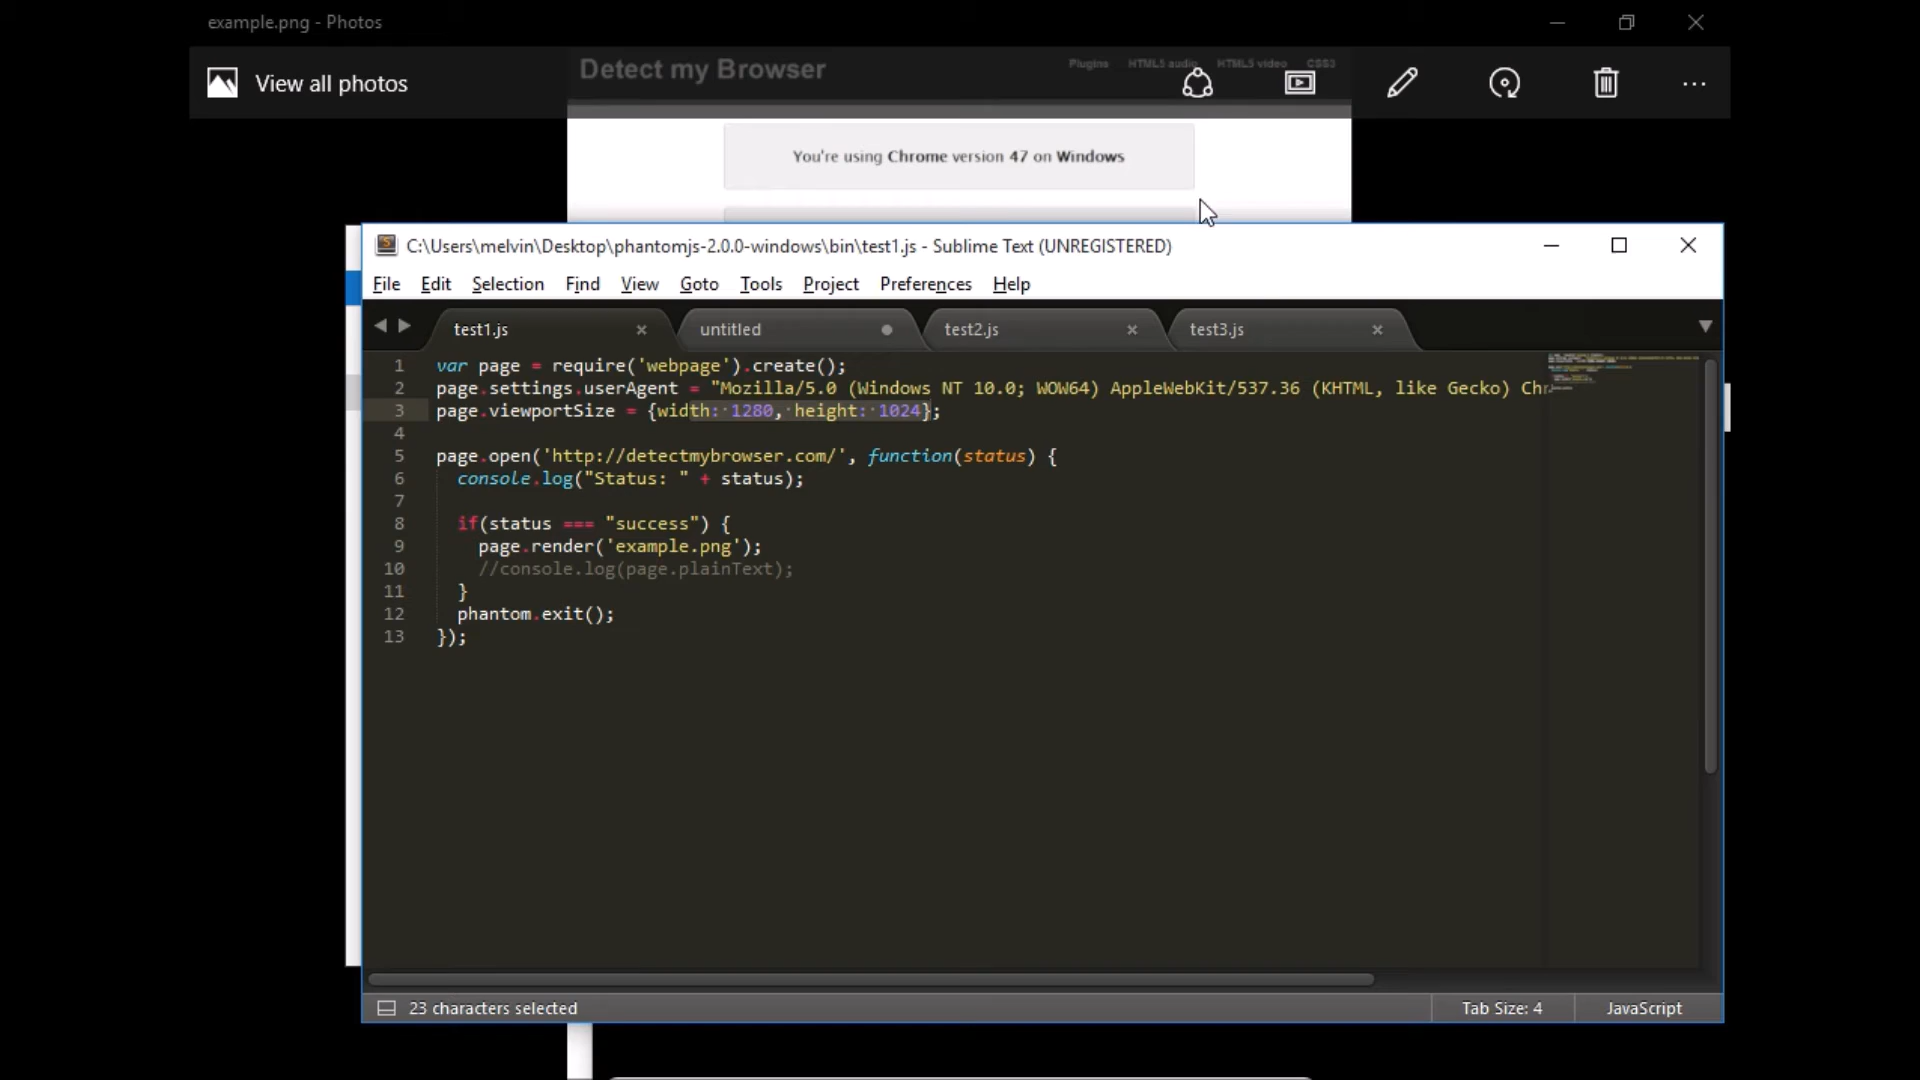 example.png - Photos
View all photos
Detect my Browser
Plugins HTML5 audio HTML5 video CSS3
You're using Chrome version 47 on Windows
C:\Users\melvin\Desktop\phantomjs-2.0.0-windows\bin\test1.js - Sublime Text (UNREGISTERED)
File Edit Selection Find View Goto Tools Project Preferences Help
test1.js untitled test2.js test3.js
1 var page = require('webpage').create();
2 page.settings.userAgent = "Mozilla/5.0 (Windows NT 10.0; WOW64) AppleWebKit/537.36 (KHTML, like Gecko) Chr
3 page.viewportSize = {width: 1280, height: 1024};
4
5 page.open('http://detectmybrowser.com/', function(status) {
6 console.log("Status: " + status);
7
8 if(status === "success") {
9 page.render('example.png');
10 //console.log(page.plainText);
11 }
12 phantom.exit();
13 });
23 characters selected Tab Size: 4 JavaScript